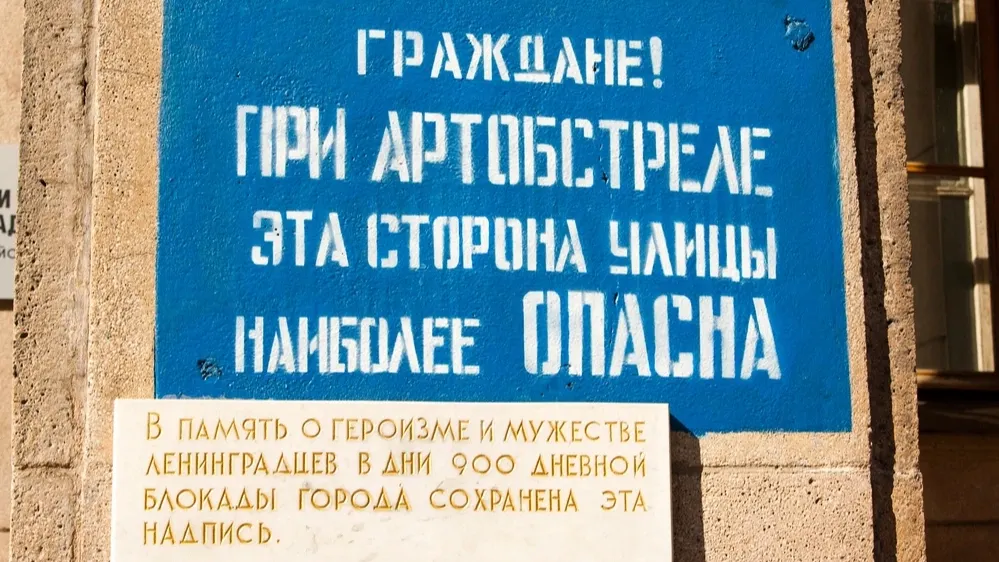 ГРАЖДАНЕ!
ПРИ АРТОБСТРЕЛЕ
ЭТА СТОРОНА УЛИЦЫ
НАИБОЛЕЕ ОПАСНА
В ПАМЯТЬ О ГЕРОИЗМЕ И МУЖЕСТВЕ
ЛЕНИНГРАДЦЕВ В ДНИ 900 ДНЕВНОЙ
БЛОКАДЫ ГОРОДА СОХРАНЕНА ЭТА
НАДПИСЬ.